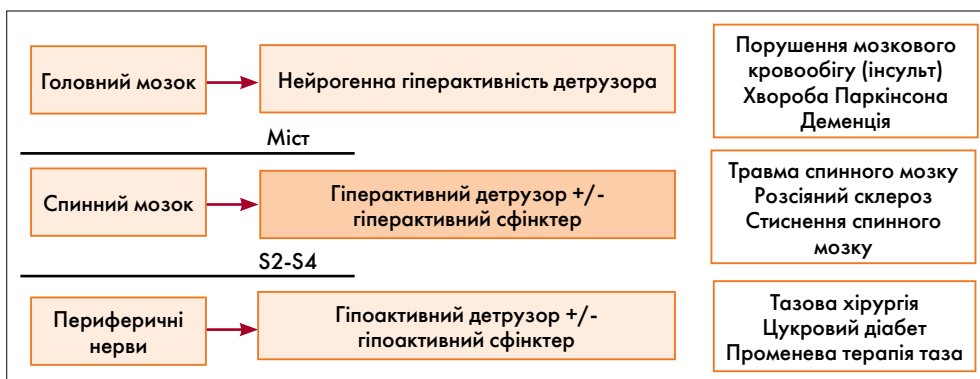 Головний мозок
Нейрогенна гіперактивність детрузора
Порушення мозкового
кровообігу (інсульт)
Хвороба Паркінсона
Деменція
Міст
Спинний мозок
Гіперактивний детрузор +/-
гіперактивний сфінктер
Травма спинного мозку
Розсіяний склероз
Стиснення спинного
мозку
S2-S4
Периферичні
нерви
Гіпоактивний детрузор +/-
гіпоактивний сфінктер
Тазова хірургія
Цукровий діабет
Променева терапія таза